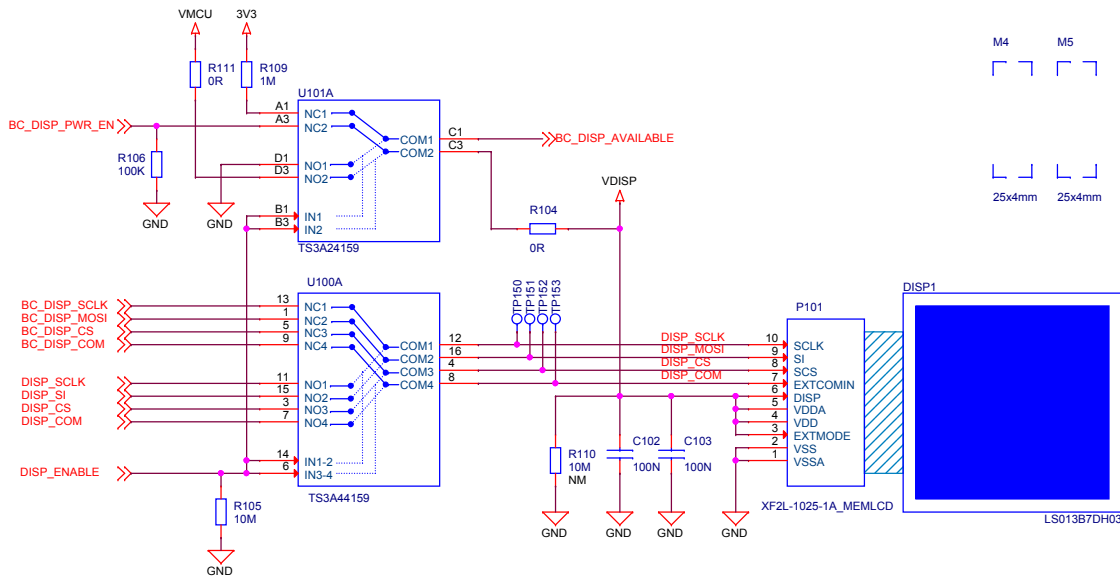 VMCU
3V3
M4
M5
R111
0R
R109
1M
U101A
A1
NC1
BC_DISP_PWR_EN
A3
NC2
COM1
C1
BC_DISP_AVAILABLE
COM2
C3
R106
100K
D1
NO1
D3
NO2
GND
GND
B1
IN1
B3
IN2
TS3A24159
VDISP
R104
0R
25x4mm
25x4mm
U100A
BC_DISP_SCLK
13
NC1
BC_DISP_MOSI
1
NC2
BC_DISP_CS
5
NC3
BC_DISP_COM
9
NC4
COM1
12
COM2
16
COM3
4
COM4
8
DISP_SCLK
11
NO1
DISP_SI
15
NO2
DISP_CS
3
NO3
DISP_COM
7
NO4
14
IN1-2
DISP_ENABLE
6
IN3-4
TS3A44159
R105
10M
GND
TP150
TP151
TP152
TP153
DISP_SCLK
DISP_MOSI
DISP_CS
DISP_COM
P101
10
SCLK
9
SI
8
SCS
7
EXTCOMIN
6
DISP
5
VDDA
4
VDD
3
EXTMODE
2
VSS
1
VSSA
XF2L-1025-1A_MEMLCD
R110
10M
NM
C102
100N
C103
100N
GND
GND
GND
GND
DISP1
LS013B7DH03